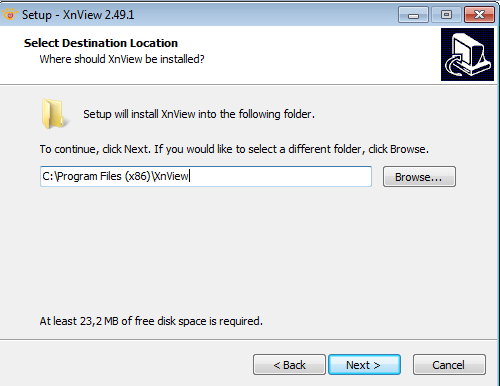 Setup - XnView 2.49.1
Select Destination Location
Where should XnView be installed?
Setup will install XnView into the following folder.
To continue, click Next. If you would like to select a different folder, click Browse.
C:\Program Files (x86)\XnView
Browse...
At least 23,2 MB of free disk space is required.
< Back
Next >
Cancel